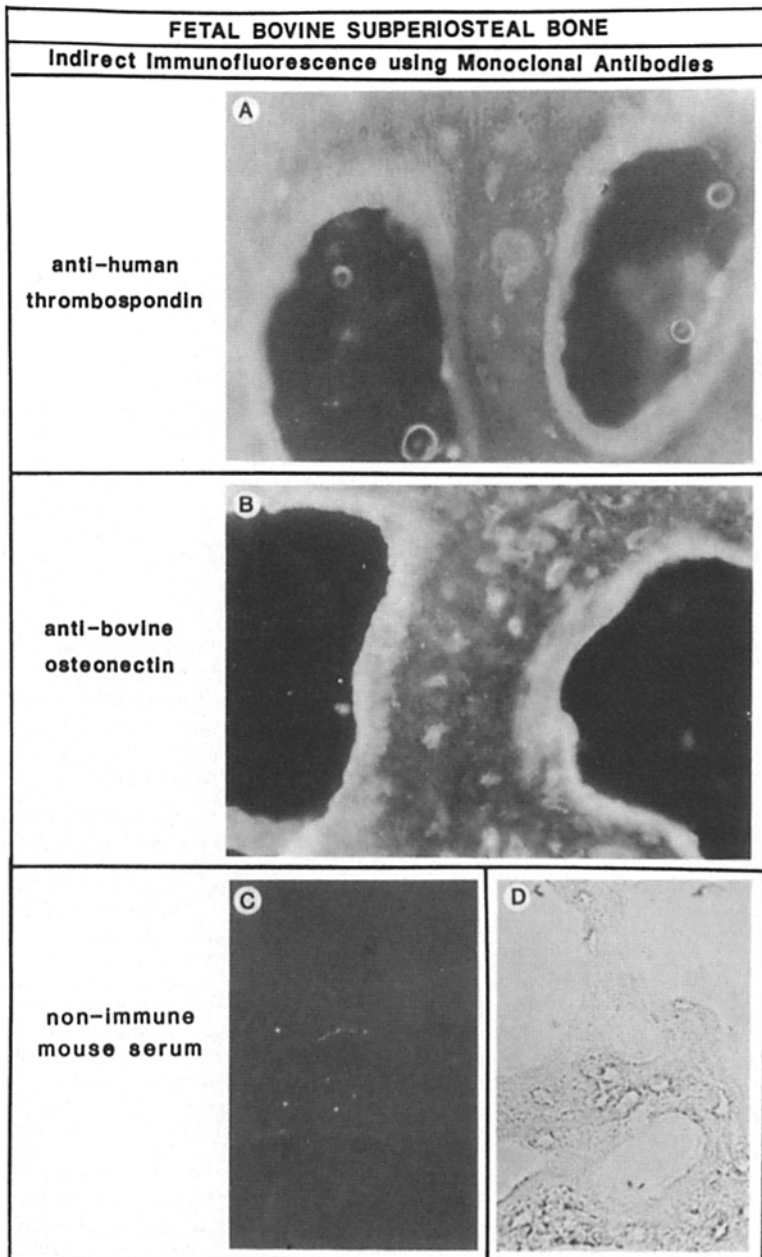 FETAL BOVINE SUBPERIOSTEAL BONE
Indirect Immunofluorescence using Monoclonal Antibodies
A
anti-human
thrombospondin
B
anti-bovine
osteonectin
C
D
non-immune
mouse serum